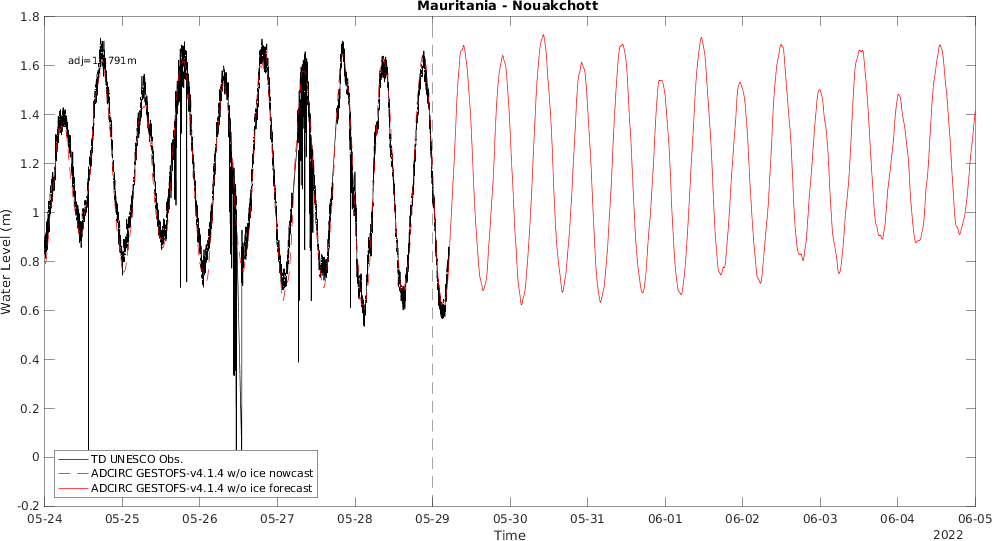 Mauritania - Nouakchott
1.8
1.6
1.4
1.2
1
0.8
0.6
0.4
0.2
0
-0.2
Water Level (m)
TD UNESCO Obs.
ADCIRC GESTOFS-v4.1.4 w/o ice nowcast
ADCIRC GESTOFS-v4.1.4 w/o ice forecast
05-24 05-25 05-26 05-27 05-28 05-29 05-30 05-31 06-01 06-02 06-03 06-04 06-05
Time
2022